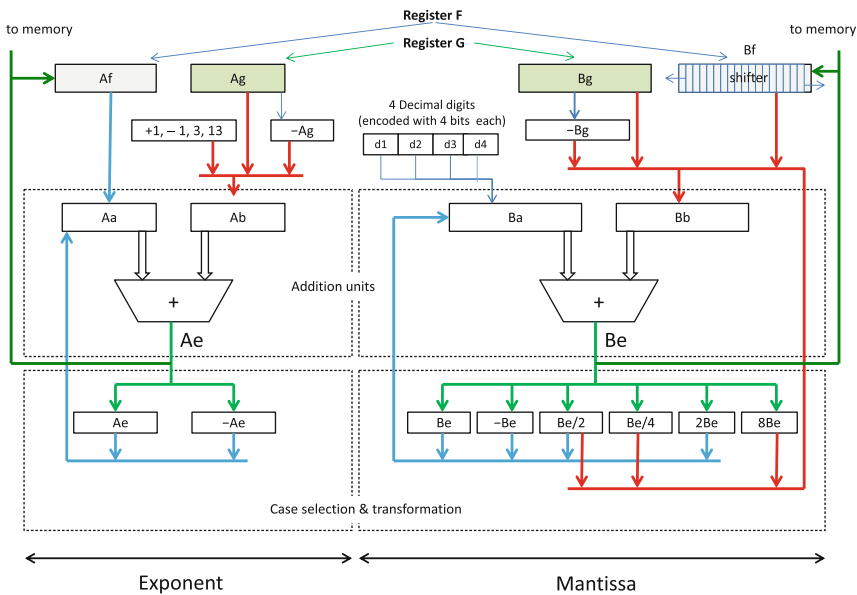 Register F
to memory
to memory
Register G
Bf
Af
Ag
Bg
shifter
4 Decimal digits
(encoded with 4 bits each)
+1, − 1, 3, 13
−Ag
−Bg
d1 d2 d3 d4
Aa
Ab
Ba
Bb
Addition units
+
+
Ae
Be
Ae
−Ae
Be
−Be
Be/2
Be/4
2Be
8Be
Case selection & transformation
Exponent
Mantissa